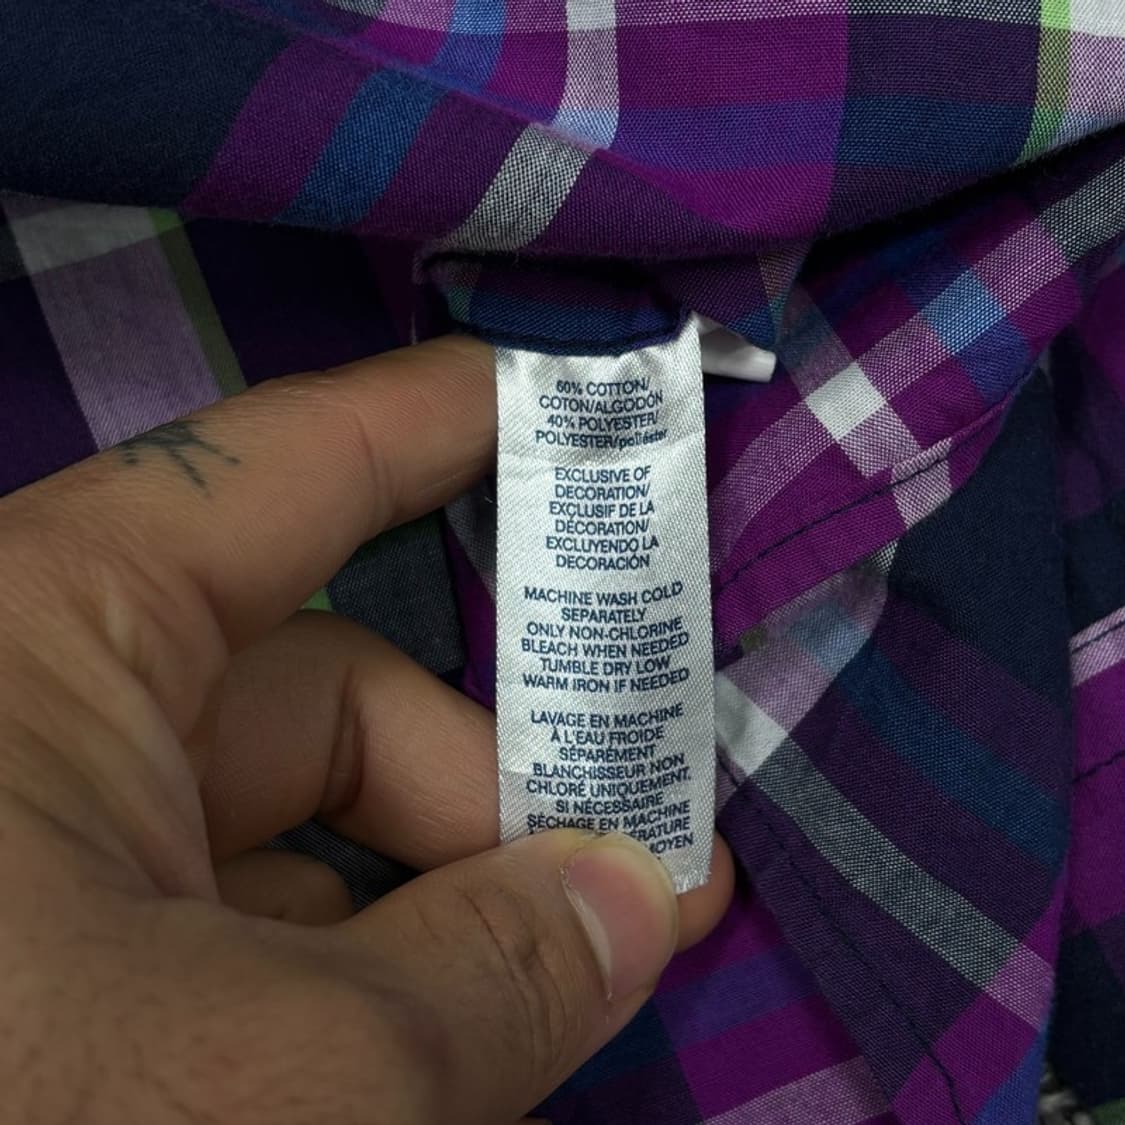 60% COTTON/
COTON/ALGODÓN
40% POLYESTER/
POLYESTER/poliéster
EXCLUSIVE OF
DECORATION/
EXCLUSIF DE LA
DÉCORATION/
EXCLUYENDO LA
DECORACIÓN
MACHINE WASH COLD
SEPARATELY
ONLY NON-CHLORINE
BLEACH WHEN NEEDED
TUMBLE DRY LOW
WARM IRON IF NEEDED
LAVAGE EN MACHINE
À L'EAU FROIDE
SÉPARÉMENT
BLANCHISSEUR NON
CHLORÉ UNIQUEMENT,
SI NÉCESSAIRE
SÉCHAGE EN MACHINE